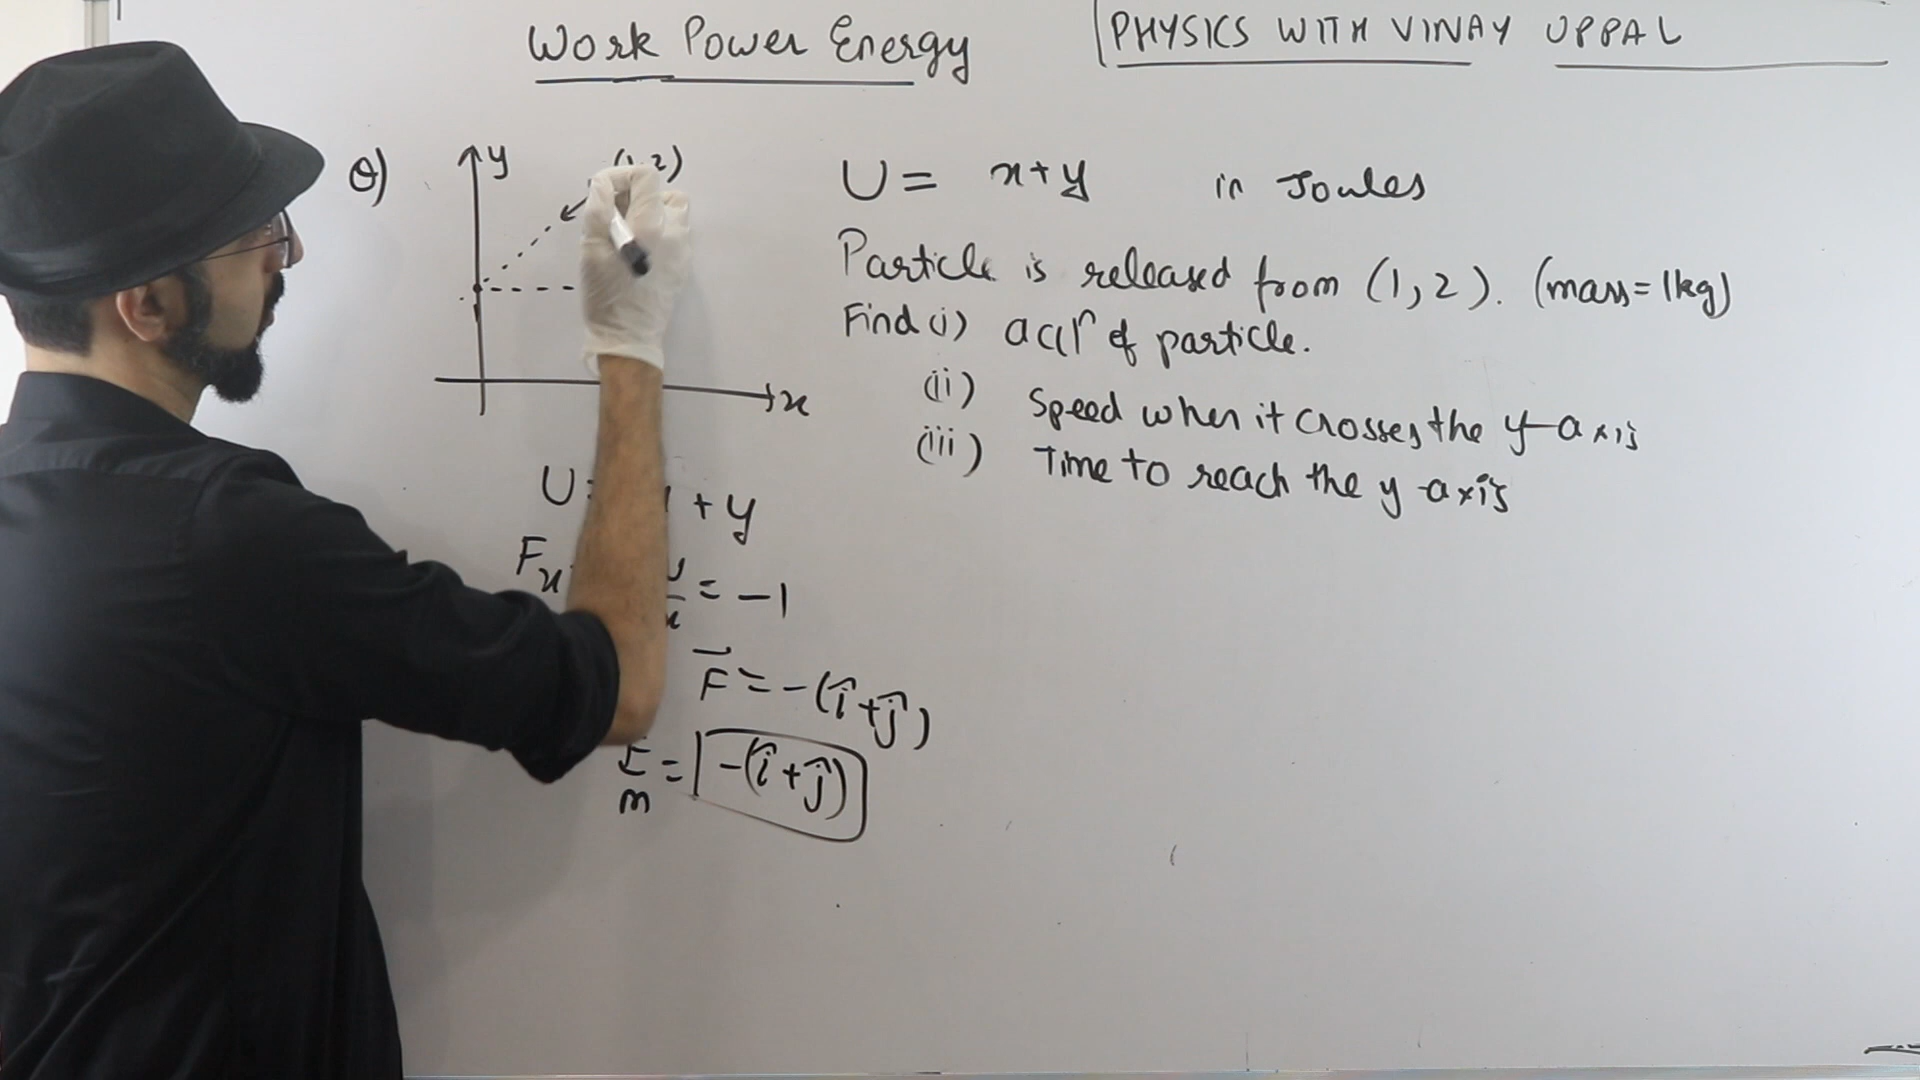 Work Power Energy
PHYSICS WITH VINAY UPPAL
Q)
y
(1,2)
x
U = x+y in Joules
Particle is released from (1,2). (mass=1kg)
Find (i) accln of particle.
(ii) Speed when it crosses the y-axis
(iii) Time to reach the y-axis
U = x + y
Fx = -1
F⃗ = -(î+ĵ)
F/m = -(î+ĵ)